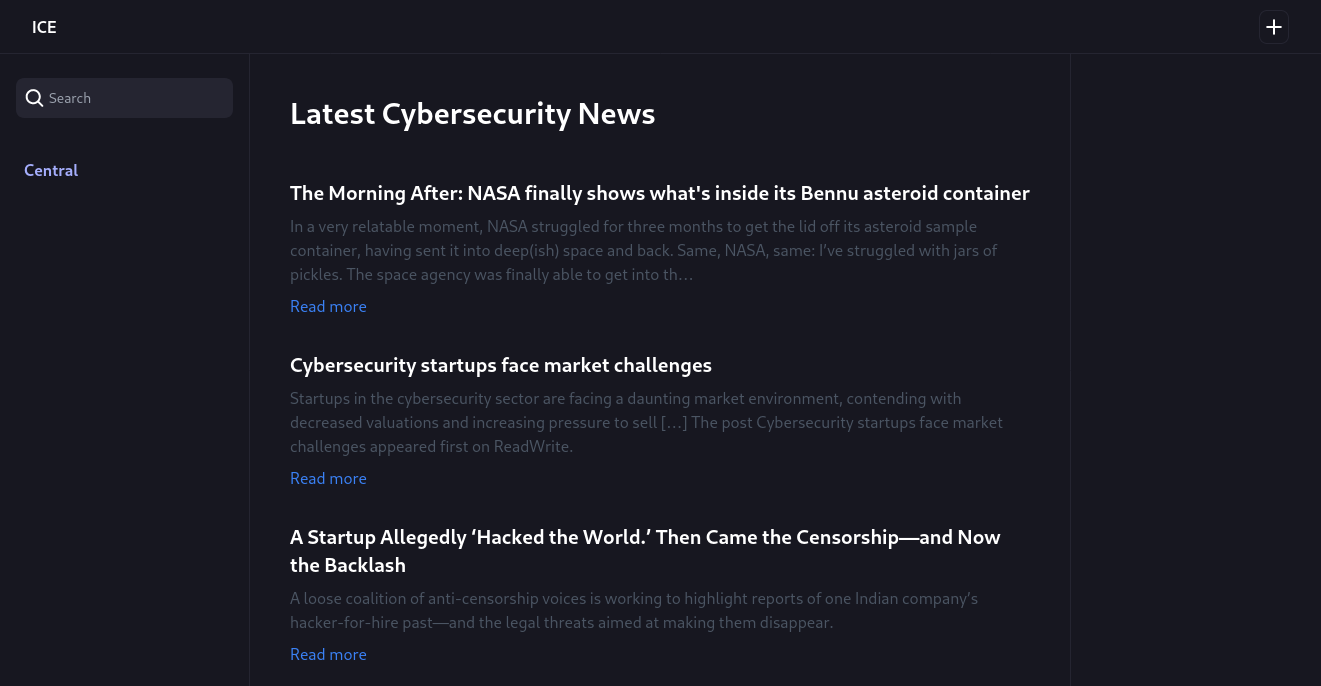 ICE
Search
Central
Latest Cybersecurity News
The Morning After: NASA finally shows what's inside its Bennu asteroid container
In a very relatable moment, NASA struggled for three months to get the lid off its asteroid sample
container, having sent it into deep(ish) space and back. Same, NASA, same: I’ve struggled with jars of
pickles. The space agency was finally able to get into th…
Read more
Cybersecurity startups face market challenges
Startups in the cybersecurity sector are facing a daunting market environment, contending with
decreased valuations and increasing pressure to sell […] The post Cybersecurity startups face market
challenges appeared first on ReadWrite.
Read more
A Startup Allegedly ‘Hacked the World.’ Then Came the Censorship—and Now
the Backlash
A loose coalition of anti-censorship voices is working to highlight reports of one Indian company’s
hacker-for-hire past—and the legal threats aimed at making them disappear.
Read more